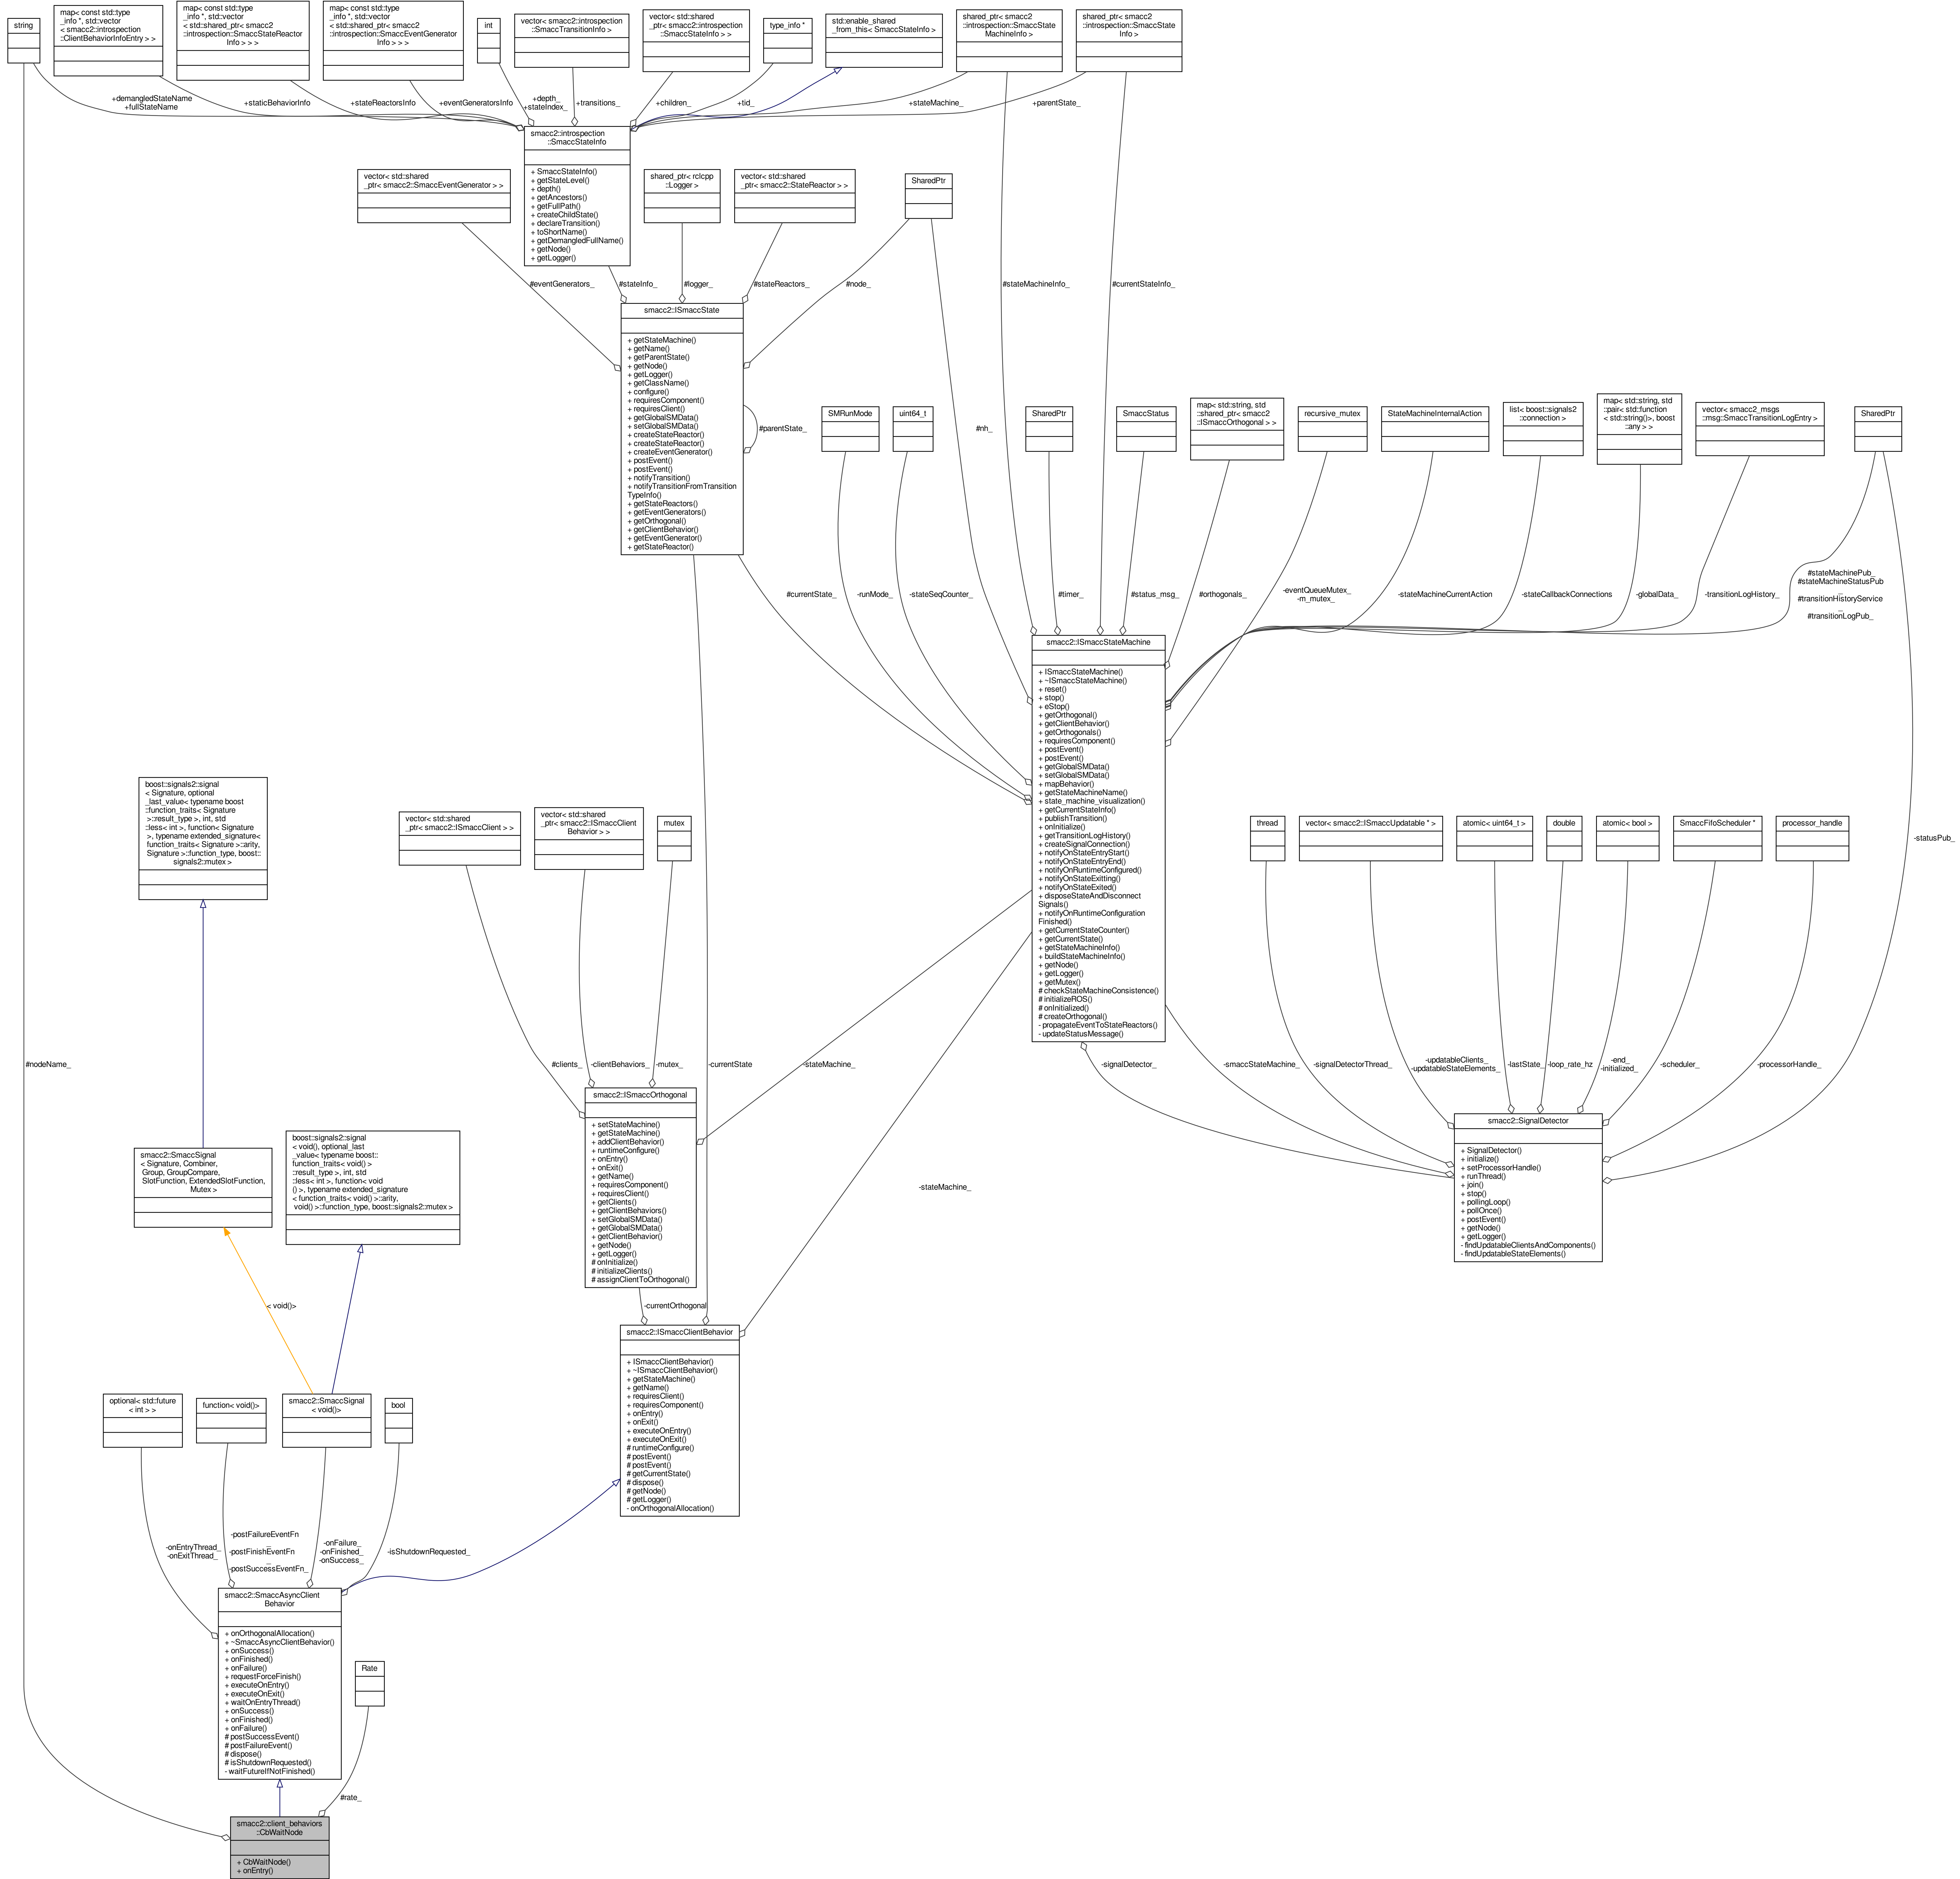 string
map< const std::type
_info *, std::vector
< smacc2::introspection
::ClientBehaviorInfoEntry > >
map< const std::type
_info *, std::vector
< std::shared_ptr< smacc2
::introspection::SmaccStateReactor
Info > > >
map< const std::type
_info *, std::vector
< std::shared_ptr< smacc2
::introspection::SmaccEventGenerator
Info > > >
int
vector< smacc2::introspection
::SmaccTransitionInfo >
vector< std::shared
_ptr< smacc2::introspection
::SmaccStateInfo > >
type_info *
std::enable_shared
_from_this< SmaccStateInfo >
shared_ptr< smacc2
::introspection::SmaccState
MachineInfo >
shared_ptr< smacc2
::introspection::SmaccState
Info >
+demangledStateName
+fullStateName
+staticBehaviorInfo
+stateReactorsInfo
+eventGeneratorsInfo
+depth_
+stateIndex_
+transitions_
+children_
+tid_
+stateMachine_
+parentState_
smacc2::introspection
::SmaccStateInfo
+ SmaccStateInfo()
+ getStateLevel()
+ depth()
+ getAncestors()
+ getFullPath()
+ createChildState()
+ declareTransition()
+ toShortName()
+ getDemangledFullName()
+ getNode()
+ getLogger()
vector< std::shared
_ptr< smacc2::SmaccEventGenerator > >
shared_ptr< rclcpp
::Logger >
vector< std::shared
_ptr< smacc2::StateReactor > >
SharedPtr
#eventGenerators_
#stateInfo_
#logger_
#stateReactors_
#node_
#stateMachineInfo_
#currentStateInfo_
smacc2::ISmaccState
+ getStateMachine()
+ getName()
+ getParentState()
+ getNode()
+ getLogger()
+ getClassName()
+ configure()
+ requiresComponent()
+ requiresClient()
+ getGlobalSMData()
+ setGlobalSMData()
+ createStateReactor()
+ createStateReactor()
+ createEventGenerator()
+ postEvent()
+ postEvent()
+ notifyTransition()
+ notifyTransitionFromTransition
TypeInfo()
+ getStateReactors()
+ getEventGenerators()
+ getOrthogonal()
+ getClientBehavior()
+ getEventGenerator()
+ getStateReactor()
#parentState_
SMRunMode
uint64_t
#nh_
SharedPtr
SmaccStatus
map< std::string, std
::shared_ptr< smacc2
::ISmaccOrthogonal > >
recursive_mutex
StateMachineInternalAction
list< boost::signals2
::connection >
map< std::string, std
::pair< std::function
< std::string()>, boost
::any > >
vector< smacc2_msgs
::msg::SmaccTransitionLogEntry >
SharedPtr
#currentState_
-runMode_
-stateSeqCounter_
#timer_
#status_msg_
#orthogonals_
-eventQueueMutex_
-m_mutex_
-stateMachineCurrentAction
-stateCallbackConnections
-globalData_
-transitionLogHistory_
#stateMachinePub_
#stateMachineStatusPub
_
#transitionHistoryService
_
#transitionLogPub_
smacc2::ISmaccStateMachine
+ ISmaccStateMachine()
+ ~ISmaccStateMachine()
+ reset()
+ stop()
+ eStop()
+ getOrthogonal()
+ getClientBehavior()
+ getOrthogonals()
+ requiresComponent()
+ postEvent()
+ postEvent()
+ getGlobalSMData()
+ setGlobalSMData()
+ mapBehavior()
+ getStateMachineName()
+ state_machine_visualization()
+ getCurrentStateInfo()
+ publishTransition()
+ onInitialize()
+ getTransitionLogHistory()
+ createSignalConnection()
+ notifyOnStateEntryStart()
+ notifyOnStateEntryEnd()
+ notifyOnRuntimeConfigured()
+ notifyOnStateExitting()
+ notifyOnStateExited()
+ disposeStateAndDisconnect
Signals()
+ notifyOnRuntimeConfiguration
Finished()
+ getCurrentStateCounter()
+ getCurrentState()
+ getStateMachineInfo()
+ buildStateMachineInfo()
+ getNode()
+ getLogger()
+ getMutex()
# checkStateMachineConsistence()
# initializeROS()
# onInitialized()
# createOrthogonal()
- propagateEventToStateReactors()
- updateStatusMessage()
boost::signals2::signal
< Signature, optional
_last_value< typename boost
::function_traits< Signature
>::result_type >, int, std
::less< int >, function< Signature
>, typename extended_signature<
function_traits< Signature >::arity,
Signature >::function_type, boost::
signals2::mutex >
vector< std::shared
_ptr< smacc2::ISmaccClient > >
vector< std::shared
_ptr< smacc2::ISmaccClient
Behavior > >
mutex
thread
vector< smacc2::ISmaccUpdatable * >
atomic< uint64_t >
double
atomic< bool >
SmaccFifoScheduler *
processor_handle
-statusPub_
#nodeName_
#clients_
-clientBehaviors_
-mutex_
-currentState
-stateMachine_
-signalDetector_
-smaccStateMachine_
-signalDetectorThread_
-updatableClients_
-updatableStateElements_
-lastState_
-loop_rate_hz
-end_
-initialized_
-scheduler_
-processorHandle_
smacc2::ISmaccOrthogonal
+ setStateMachine()
+ getStateMachine()
+ addClientBehavior()
+ runtimeConfigure()
+ onEntry()
+ onExit()
+ getName()
+ requiresComponent()
+ requiresClient()
+ getClients()
+ getClientBehaviors()
+ setGlobalSMData()
+ getGlobalSMData()
+ getClientBehavior()
+ getNode()
+ getLogger()
# onInitialize()
# initializeClients()
# assignClientToOrthogonal()
smacc2::SignalDetector
+ SignalDetector()
+ initialize()
+ setProcessorHandle()
+ runThread()
+ join()
+ stop()
+ pollingLoop()
+ pollOnce()
+ postEvent()
+ getNode()
+ getLogger()
- findUpdatableClientsAndComponents()
- findUpdatableStateElements()
smacc2::SmaccSignal
< Signature, Combiner,
Group, GroupCompare,
SlotFunction, ExtendedSlotFunction,
Mutex >
boost::signals2::signal
< void(), optional_last
_value< typename boost::
function_traits< void() >
::result_type >, int, std
::less< int >, function< void
() >, typename extended_signature
< function_traits< void() >::arity,
void() >::function_type, boost::signals2::mutex >
-stateMachine_
< void()>
-currentOrthogonal
smacc2::ISmaccClientBehavior
+ ISmaccClientBehavior()
+ ~ISmaccClientBehavior()
+ getStateMachine()
+ getName()
+ requiresClient()
+ requiresComponent()
+ onEntry()
+ onExit()
+ executeOnEntry()
+ executeOnExit()
# runtimeConfigure()
# postEvent()
# postEvent()
# getCurrentState()
# dispose()
# getNode()
# getLogger()
- onOrthogonalAllocation()
optional< std::future
< int > >
function< void()>
smacc2::SmaccSignal
< void()>
bool
-onEntryThread_
-onExitThread_
-postFailureEventFn
_
-postFinishEventFn
_
-postSuccessEventFn_
-onFailure_
-onFinished_
-onSuccess_
-isShutdownRequested_
smacc2::SmaccAsyncClient
Behavior
+ onOrthogonalAllocation()
+ ~SmaccAsyncClientBehavior()
+ onSuccess()
+ onFinished()
+ onFailure()
+ requestForceFinish()
+ executeOnEntry()
+ executeOnExit()
+ waitOnEntryThread()
+ onSuccess()
+ onFinished()
+ onFailure()
# postSuccessEvent()
# postFailureEvent()
# dispose()
# isShutdownRequested()
- waitFutureIfNotFinished()
Rate
#rate_
smacc2::client_behaviors
::CbWaitNode
+ CbWaitNode()
+ onEntry()